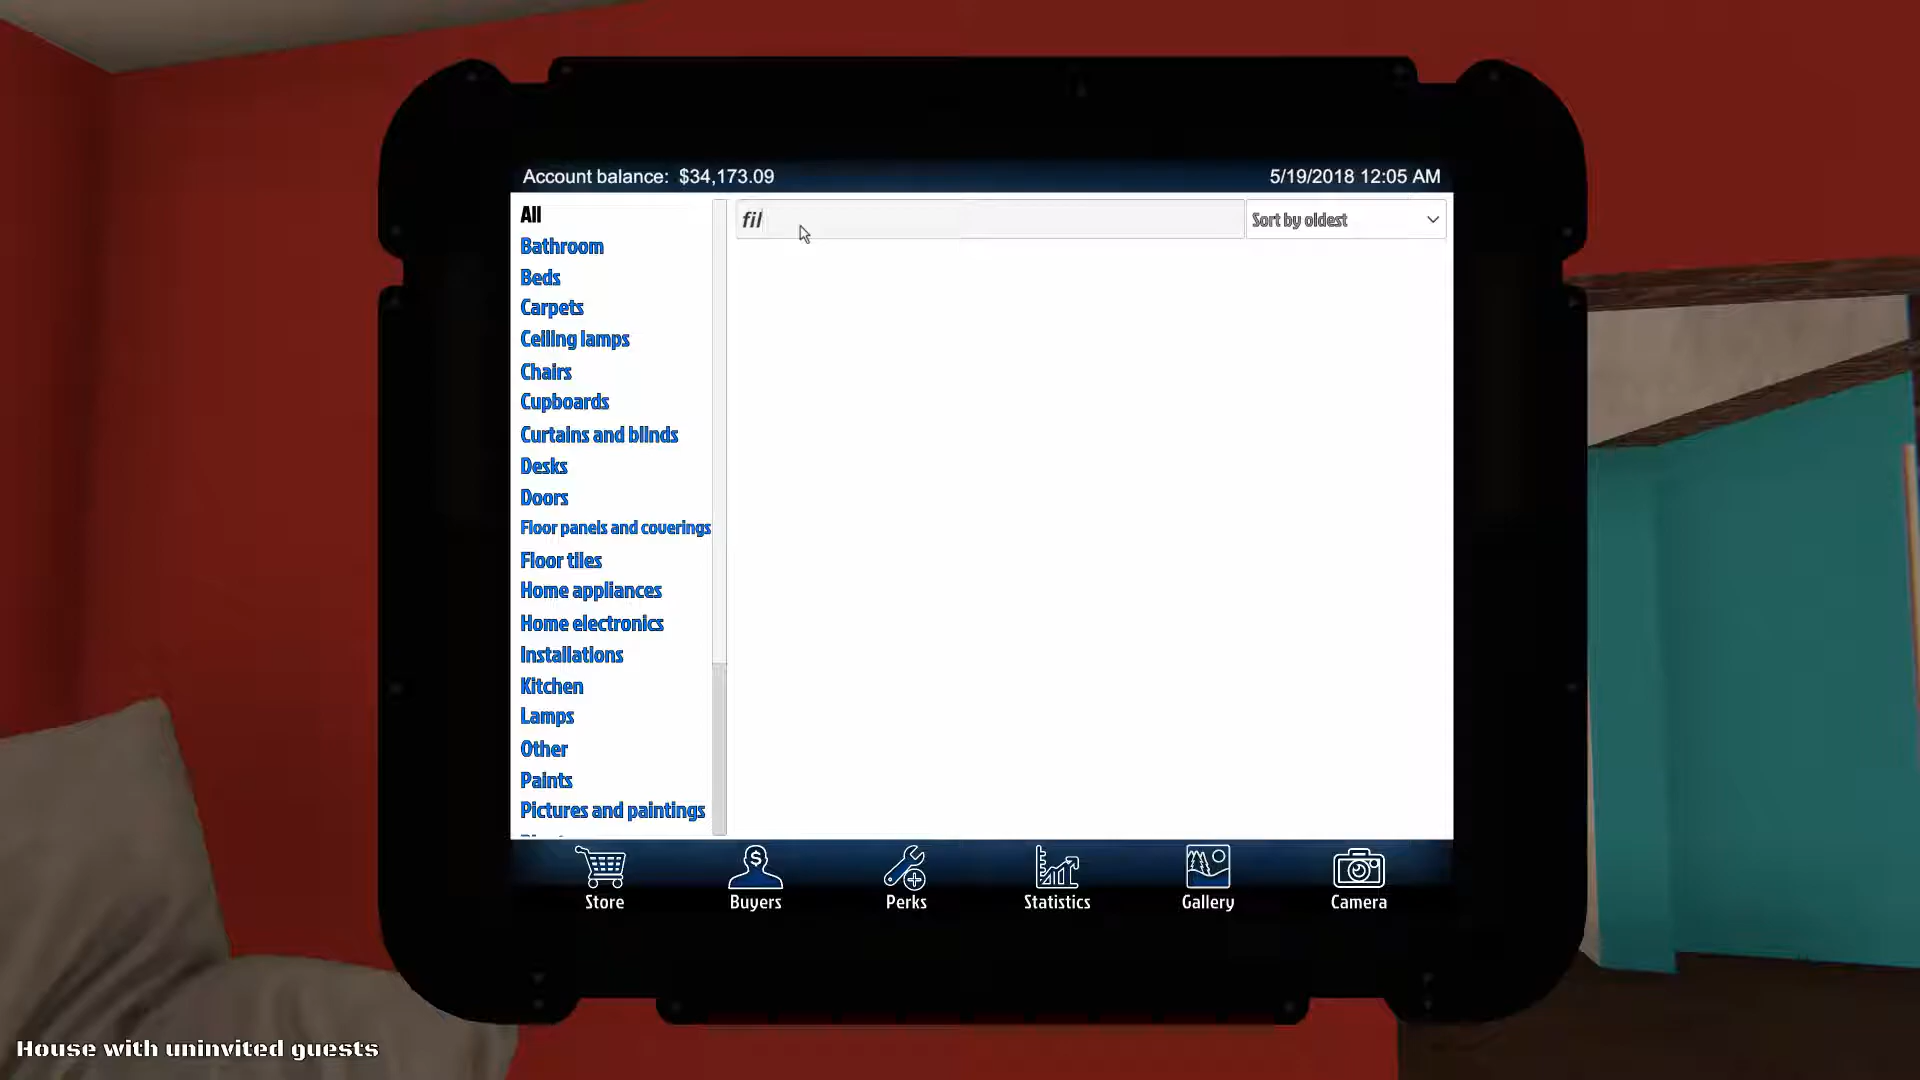 Account balance: $34,173.09
5/19/2018 12:05 AM
fil
Sort by oldest
All
Bathroom
Beds
Carpets
Ceiling lamps
Chairs
Cupboards
Curtains and blinds
Desks
Doors
Floor panels and coverings
Floor tiles
Home appliances
Home electronics
Installations
Kitchen
Lamps
Other
Paints
Pictures and paintings
Store
Buyers
Perks
Statistics
Gallery
Camera
House with uninvited guests